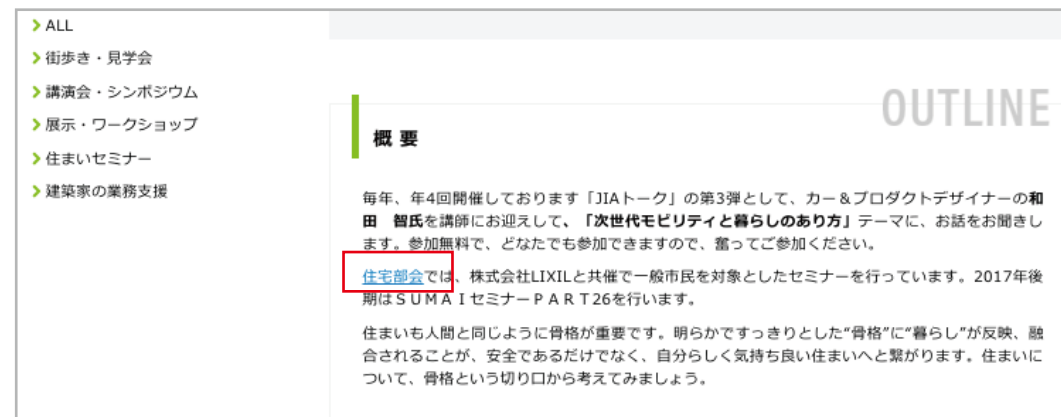 ALL
街歩き・見学会
講演会・シンポジウム
展示・ワークショップ
住まいセミナー
建築家の業務支援
OUTLINE
概 要
毎年、年4回開催しております「JIAトーク」の第3弾として、カー＆プロダクトデザイナーの和
田　智氏を講師にお迎えして、「次世代モビリティと暮らしのあり方」テーマに、お話をお聞きし
ます。参加無料で、どなたでも参加できますので、奮ってご参加ください。
住宅部会では、株式会社LIXILと共催で一般市民を対象としたセミナーを行っています。2017年後
期はＳＵＭＡＩセミナーＰＡＲＴ26を行います。
住まいも人間と同じように骨格が重要です。明らかですっきりとした“骨格”に“暮らし”が反映、融
合されることが、安全であるだけでなく、自分らしく気持ち良い住まいへと繋がります。住まいに
ついて、骨格という切り口から考えてみましょう。